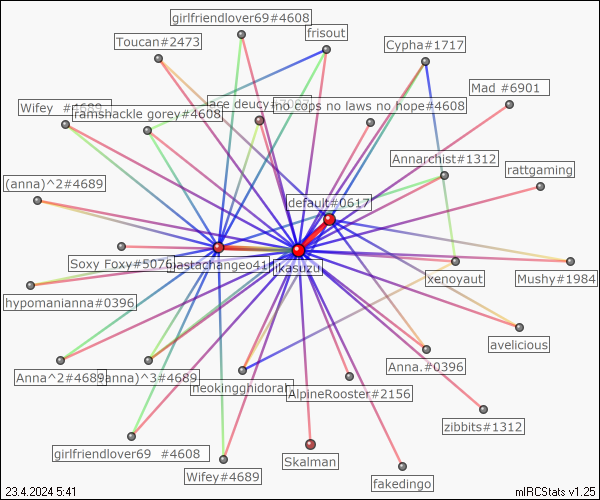 girlfriendlover69#4608
frisout
Toucan#2473
Cypha#1717
Mad #6901
Wifey #4689
ace deucy
no cops no laws no hope#4608
ramshackle gorey#4608
Annarchist#1312
rattgaming
(anna)^2#4689
default#0617
Soxy Foxy#5076
pastachangeo41
hikasuzu
xenoyaut
Mushy#1984
hypomanianna#0396
avelicious
Anna^2#4689
(anna)^3#4689
neokingghidorah
Anna.#0396
AlpineRooster#2156
zibbits#1312
girlfriendlover69 #4608
Skalman
Wifey#4689
fakedingo
23.4.2024 5:41
mIRCStats v1.25